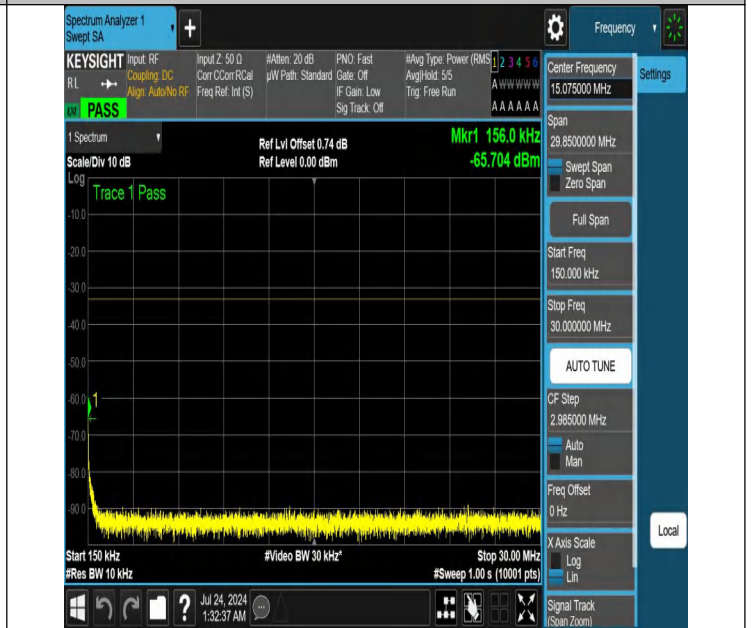 Spectrum Analyzer 1
Swept SA
+
Frequency
KEYSIGHT
RL
PASS
Input: RF
Coupling: DC
Align: Auto/No RF
Input Z: 50 Ω
Corr CCorr RCal
Freq Ref: Int (S)
#Atten: 20 dB
µW Path: Standard
PNO: Fast
Gate: Off
IF Gain: Low
Sig Track: Off
#Avg Type: Power (RMS
Avg|Hold: 5/5
Trig: Free Run
1 2 3 4 5 6
A W W W W W
A A A A A A
1 Spectrum
Scale/Div 10 dB
Ref Lvl Offset 0.74 dB
Ref Level 0.00 dBm
Mkr1 156.0 kHz
-65.704 dBm
Log
Trace 1 Pass
-10.0
-20.0
-30.0
-40.0
-50.0
-60.0
-70.0
-80.0
-90.0
1
Start 150 kHz
#Res BW 10 kHz
#Video BW 30 kHz*
Stop 30.00 MHz
#Sweep 1.00 s (10001 pts)
?
Jul 24, 2024
1:32:37 AM
Center Frequency
15.075000 MHz
Settings
Span
29.8500000 MHz
Swept Span
Zero Span
Full Span
Start Freq
150.000 kHz
Stop Freq
30.000000 MHz
AUTO TUNE
CF Step
2.985000 MHz
Auto
Man
Freq Offset
0 Hz
X Axis Scale
Log
Lin
Local
Signal Track
(Span Zoom)